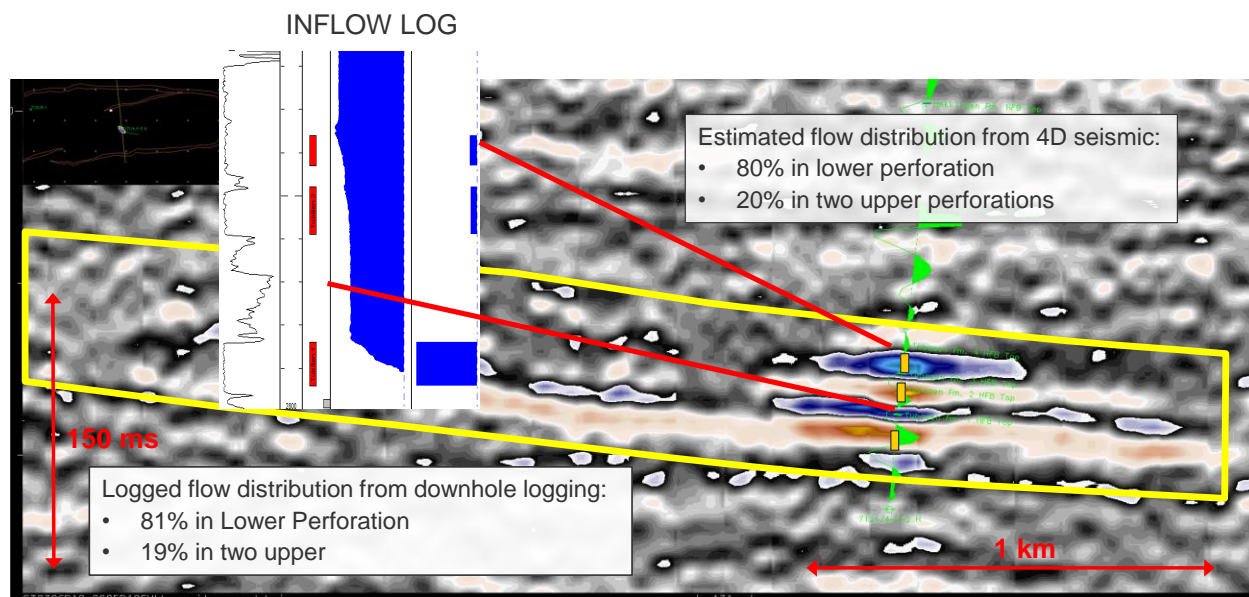 INFLOW LOG
Estimated flow distribution from 4D seismic:
• 80% in lower perforation
• 20% in two upper perforations
150 ms
Logged flow distribution from downhole logging:
• 81% in Lower Perforation
• 19% in two upper
1 km